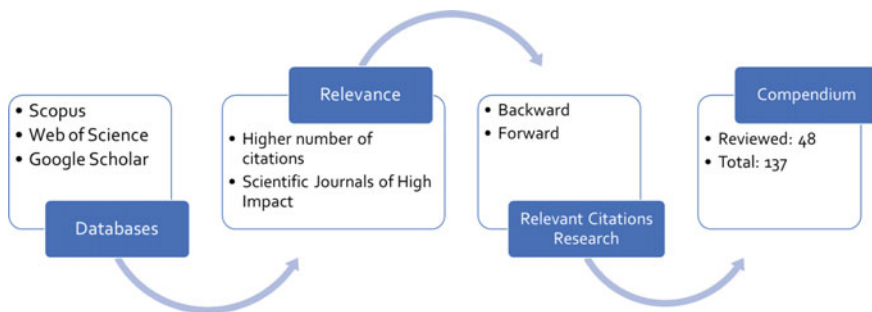 Scopus
Web of Science
Google Scholar
Databases
Relevance
• Higher number of
citations
• Scientific Journals of High
Impact
• Backward
• Forward
Relevant Citations
Research
Compendium
• Reviewed: 48
• Total: 137